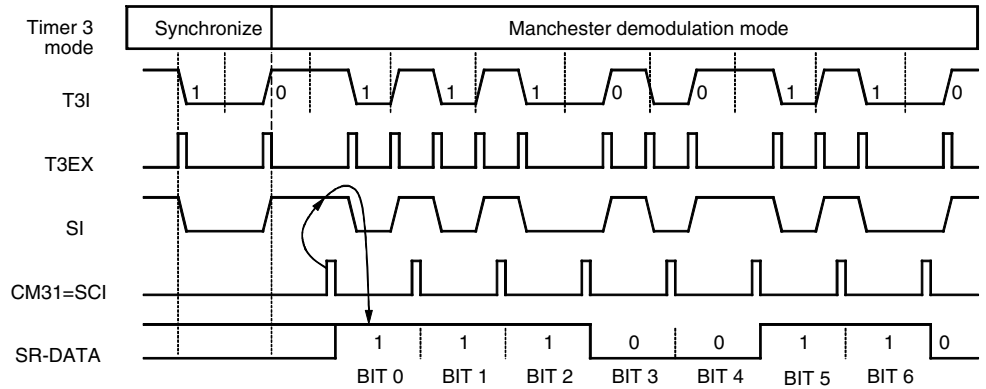 Timer 3 mode Synchronize Manchester demodulation mode
T3I 1 0 1 1 1 0 0 1 1 0
T3EX
SI
CM31=SCI
SR-DATA 1 1 1 0 0 1 1 0
BIT 0 BIT 1 BIT 2 BIT 3 BIT 4 BIT 5 BIT 6